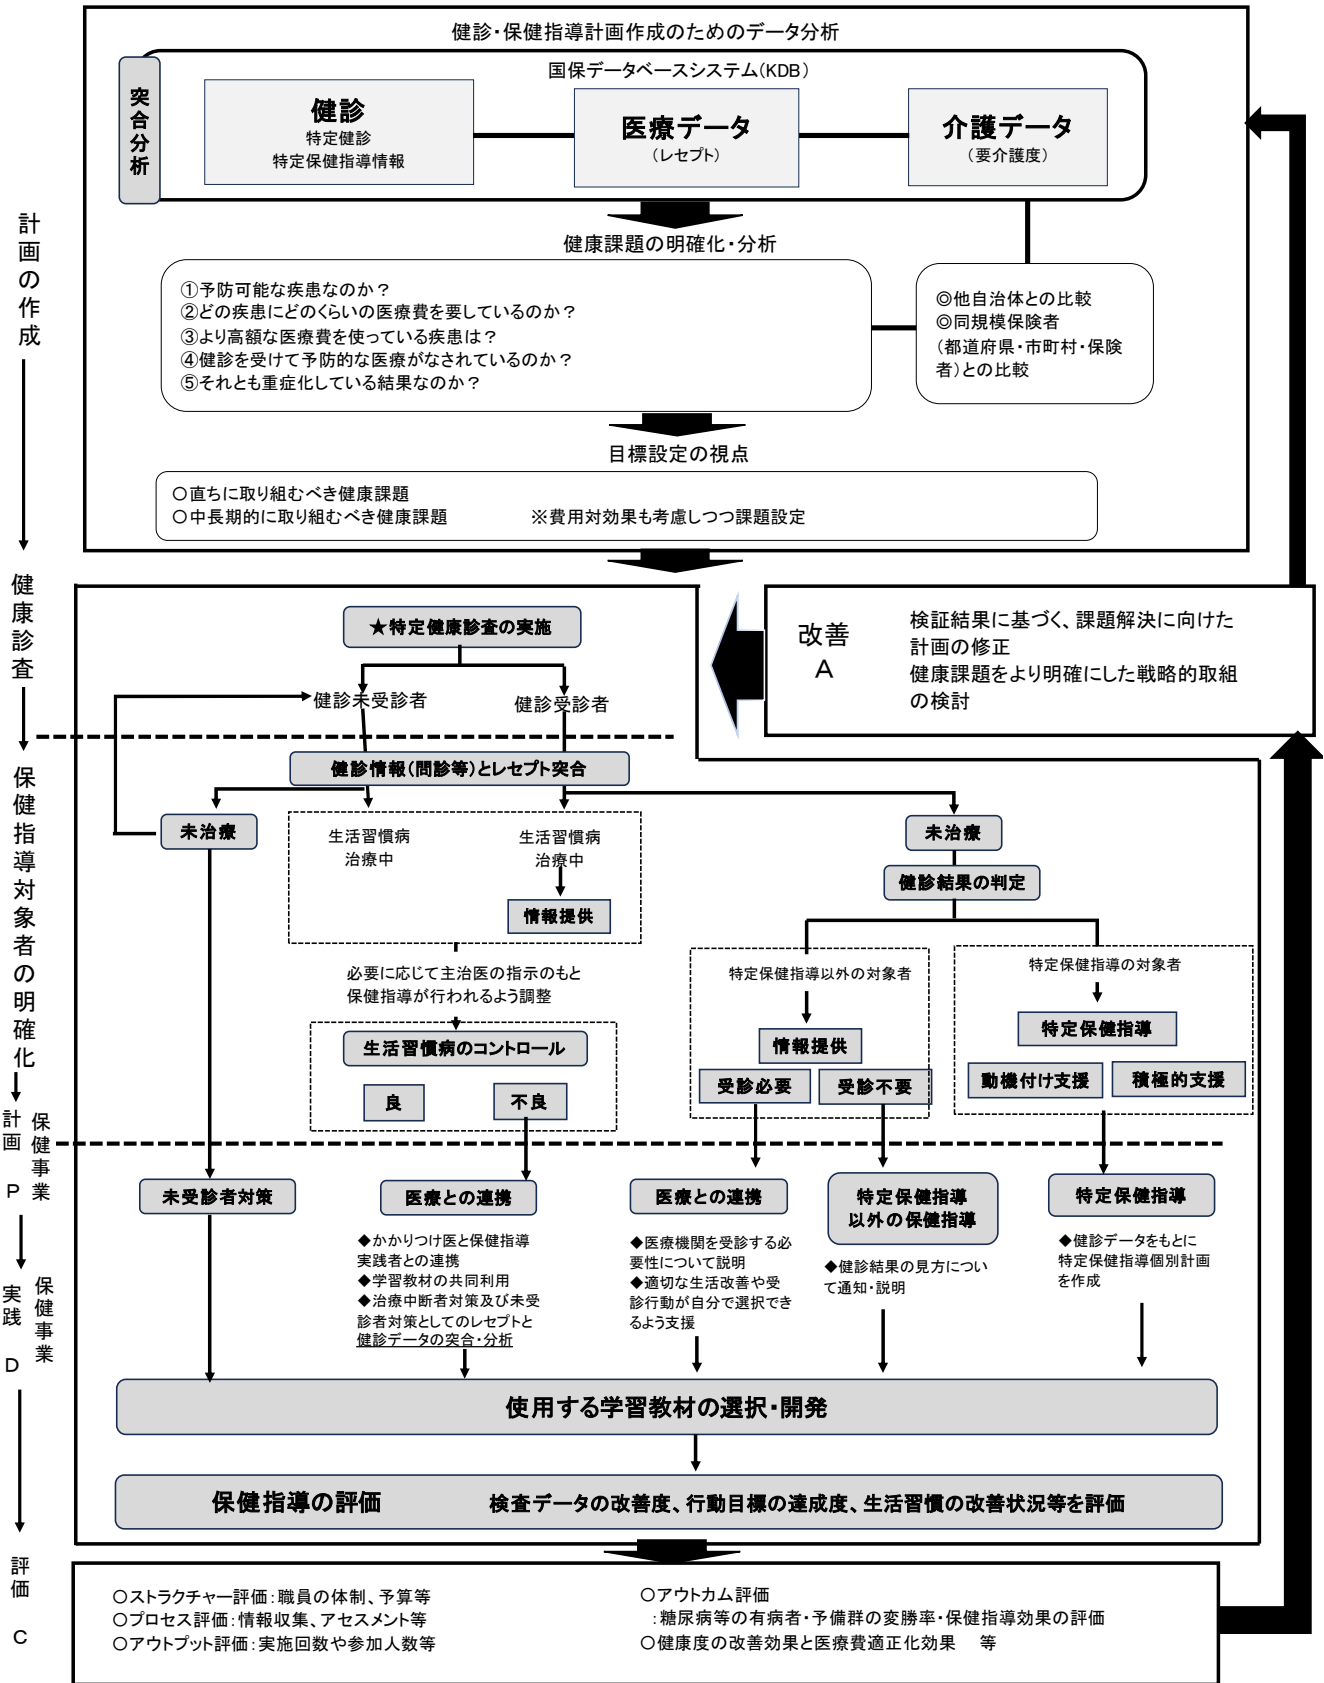 健診・保健指導計画作成のためのデータ分析
国保データベースシステム(KDB)
突合分析
健診
特定健診
特定保健指導情報
医療データ
(レセプト)
介護データ
(要介護度)
計画の作成
健康課題の明確化・分析
①予防可能な疾患なのか？
②どの疾患にどのくらいの医療費を要しているのか？
③より高額な医療費を使っている疾患は？
④健診を受けて予防的な医療がなされているのか？
⑤それとも重症化している結果なのか？
◎他自治体との比較
◎同規模保険者
(都道府県・市町村・保険
者)との比較
目標設定の視点
○直ちに取り組むべき健康課題
○中長期的に取り組むべき健康課題　※費用対効果も考慮しつつ課題設定
健康診査
★特定健康診査の実施
改善
A
検証結果に基づく、課題解決に向けた
計画の修正
健康課題をより明確にした戦略的取組
の検討
健診未受診者
健診受診者
保健指導対象者の明確化
健診情報(問診等)とレセプト突合
未治療
生活習慣病
治療中
生活習慣病
治療中
情報提供
未治療
健診結果の判定
必要に応じて主治医の指示のもと
保健指導が行われるよう調整
特定保健指導以外の対象者
情報提供
受診必要
受診不要
特定保健指導の対象者
特定保健指導
動機付け支援
積極的支援
生活習慣病のコントロール
良
不良
計画 P
保健事業
未受診者対策
医療との連携
医療との連携
特定保健指導
以外の保健指導
特定保健指導
実践 D
保健事業
◆かかりつけ医と保健指導
実践者との連携
◆学習教材の共同利用
◆治療中断者対策及び未受
診者対策としてのレセプトと
健診データの突合・分析
◆医療機関を受診する必
要性について説明
◆適切な生活改善や受
診行動が自分で選択でき
るよう支援
◆健診結果の見方につい
て通知・説明
◆健診データをもとに
特定保健指導個別計画
を作成
使用する学習教材の選択・開発
保健指導の評価　検査データの改善度、行動目標の達成度、生活習慣の改善状況等を評価
評価 C
○ストラクチャー評価：職員の体制、予算等
○プロセス評価：情報収集、アセスメント等
○アウトプット評価：実施回数や参加人数等
○アウトカム評価
：糖尿病等の有病者・予備群の変勝率・保健指導効果の評価
○健康度の改善効果と医療費適正化効果　等